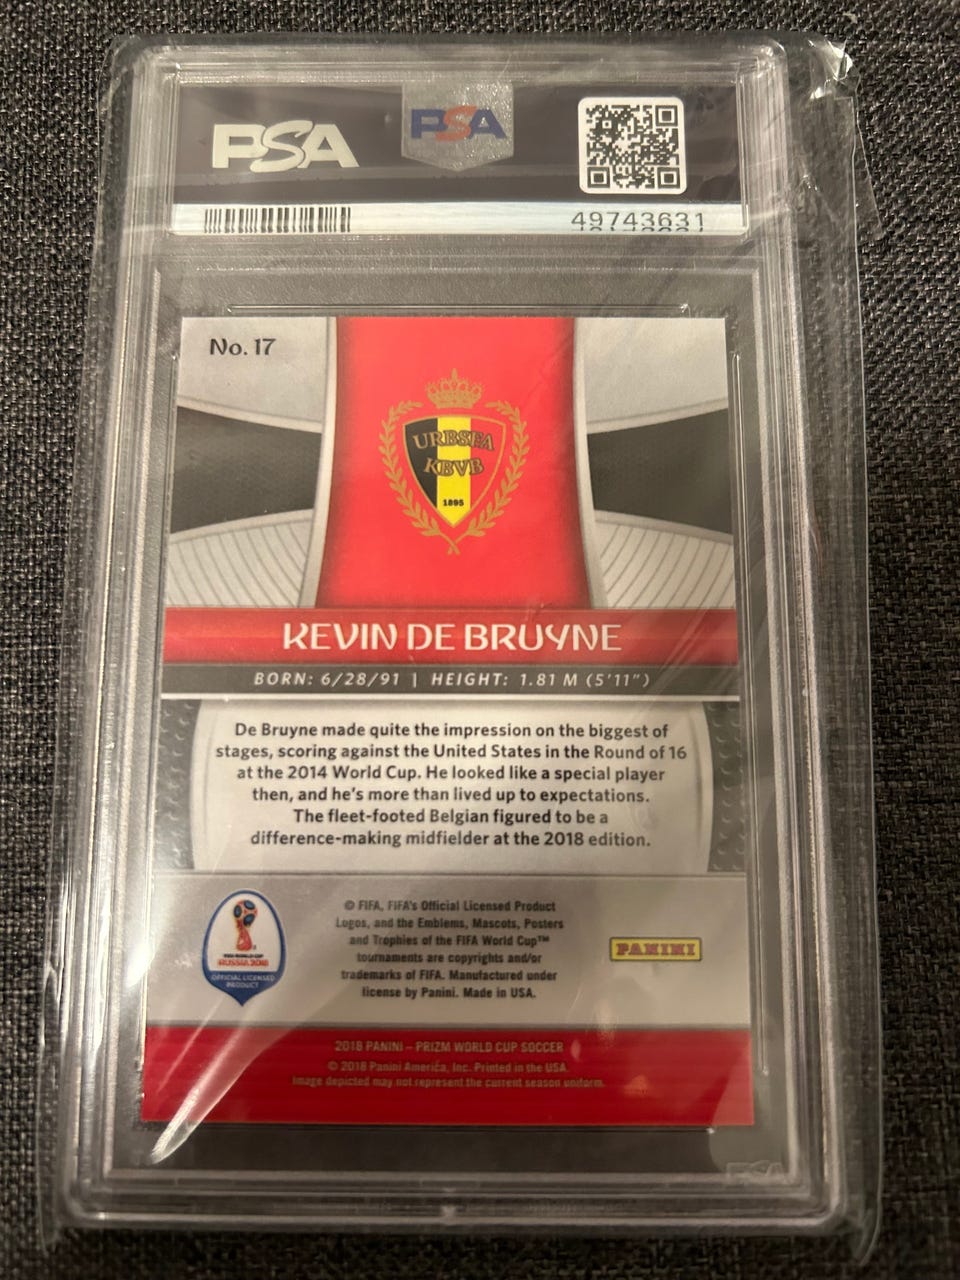 PSA PSA
49743631
No. 17
URBSFA
KBVB
1895
KEVIN DE BRUYNE
BORN: 6/28/91 | HEIGHT: 1.81 M (5'11")
De Bruyne made quite the impression on the biggest of
stages, scoring against the United States in the Round of 16
at the 2014 World Cup. He looked like a special player
then, and he's more than lived up to expectations.
The fleet-footed Belgian figured to be a
difference-making midfielder at the 2018 edition.
© FIFA, FIFA's Official Licensed Product
Logos, and the Emblems, Mascots, Posters
and Trophies of the FIFA World Cup™
tournaments are copyrights and/or
trademarks of FIFA. Manufactured under
license by Panini. Made in USA.
FIFA WORLD CUP
RUSSIA 2018
OFFICIAL LICENSED
PRODUCT
PANINI
2018 PANINI – PRIZM WORLD CUP SOCCER
© 2018 Panini America, Inc. Printed in the USA.
Image depicted may not represent the current season uniform.
PSA